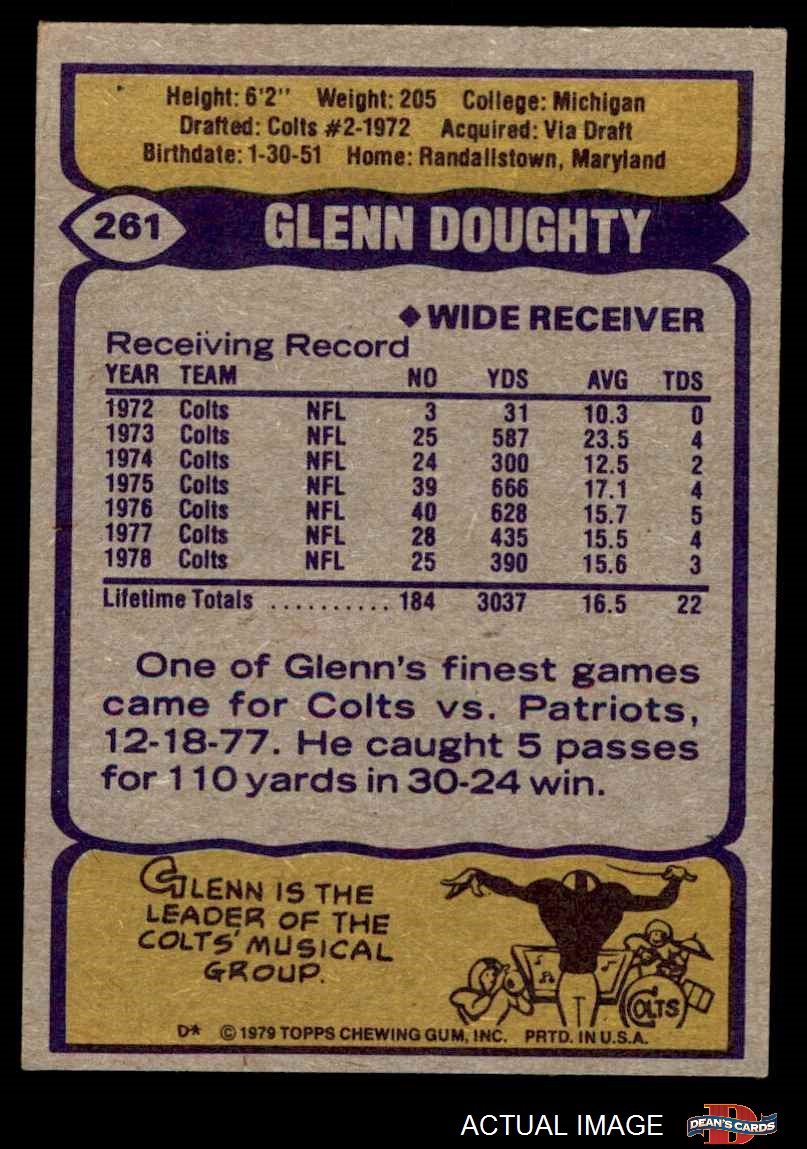 Height: 6'2" Weight: 205 College: Michigan
Drafted: Colts #2-1972 Acquired: Via Draft
Birthdate: 1-30-51 Home: Randallstown, Maryland
261 GLENN DOUGHTY
◆WIDE RECEIVER
Receiving Record
YEAR TEAM NO YDS AVG TDS
1972 Colts NFL 3 31 10.3 0
1973 Colts NFL 25 587 23.5 4
1974 Colts NFL 24 300 12.5 2
1975 Colts NFL 39 666 17.1 4
1976 Colts NFL 40 628 15.7 5
1977 Colts NFL 28 435 15.5 4
1978 Colts NFL 25 390 15.6 3
Lifetime Totals .......... 184 3037 16.5 22
One of Glenn's finest games
came for Colts vs. Patriots,
12-18-77. He caught 5 passes
for 110 yards in 30-24 win.
GLENN IS THE
LEADER OF THE
COLTS' MUSICAL
GROUP.
COLTS
D* © 1979 TOPPS CHEWING GUM, INC. PRTD. IN U.S.A.
ACTUAL IMAGE
D
DEAN'S CARDS